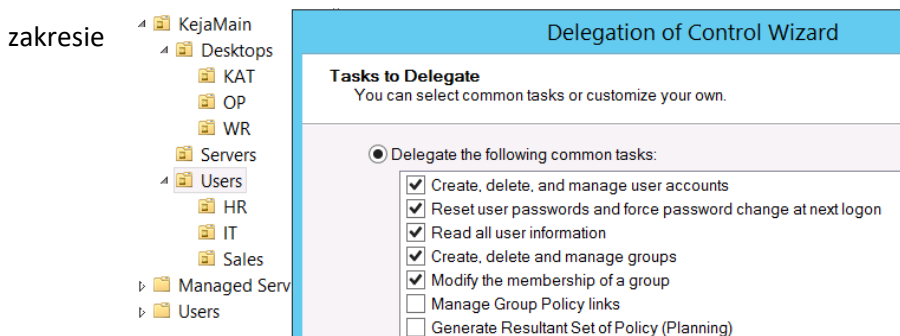 zakresie
KejaMain
Desktops
KAT
OP
WR
Servers
Users
HR
IT
Sales
Managed Serv
Users
Delegation of Control Wizard
Tasks to Delegate
You can select common tasks or customize your own.
Delegate the following common tasks:
Create, delete, and manage user accounts
Reset user passwords and force password change at next logon
Read all user information
Create, delete and manage groups
Modify the membership of a group
Manage Group Policy links
Generate Resultant Set of Policy (Planning)